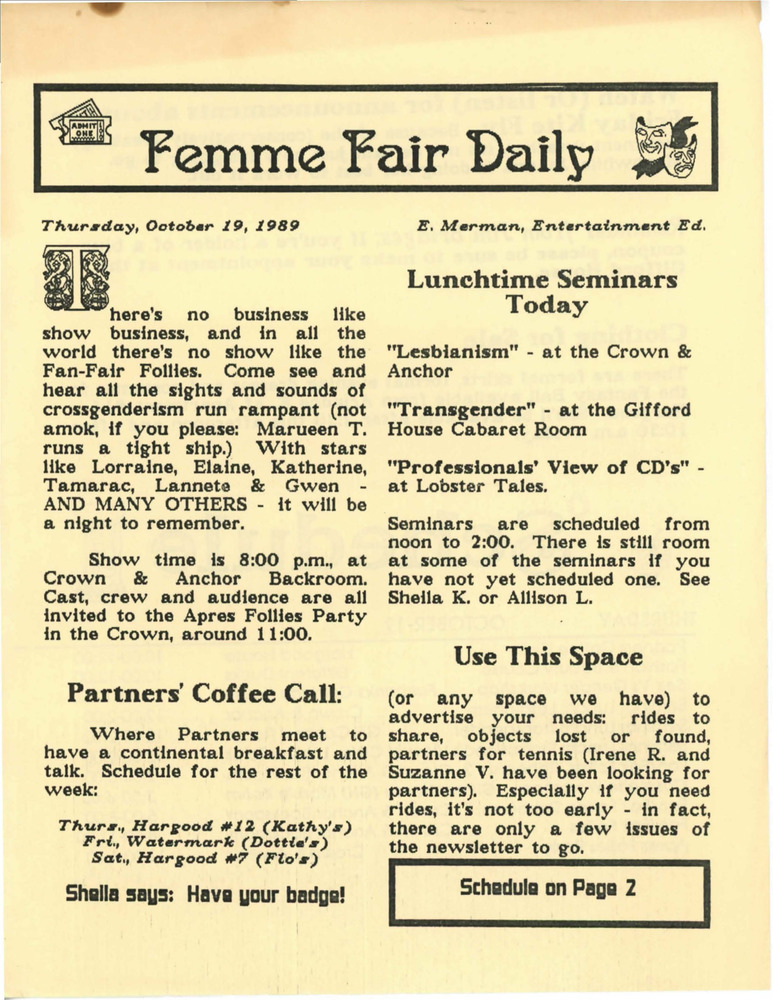 ADMIT
ONE
Femme Fair Daily
Thursday, October 19, 1989
E. Merman, Entertainment Ed.
There's no business like
show business, and in all the
world there's no show like the
Fan-Fair Follies. Come see and
hear all the sights and sounds of
crossgenderism run rampant (not
amok, if you please: Marueen T.
runs a tight ship.) With stars
like Lorraine, Elaine, Katherine,
Tamarac, Lannete & Gwen -
AND MANY OTHERS - it will be
a night to remember.
Show time is 8:00 p.m., at
Crown & Anchor Backroom.
Cast, crew and audience are all
invited to the Apres Follies Party
in the Crown, around 11:00.
Partners' Coffee Call:
Where Partners meet to
have a continental breakfast and
talk. Schedule for the rest of the
week:
Thurs., Hargood #12 (Kathy's)
Fri., Watermark (Dottie's)
Sat., Hargood #7 (Flo's)
Sheila says: Have your badge!
Lunchtime Seminars
Today
"Lesbianism" - at the Crown &
Anchor
"Transgender" - at the Gifford
House Cabaret Room
"Professionals' View of CD's" -
at Lobster Tales.
Seminars are scheduled from
noon to 2:00. There is still room
at some of the seminars if you
have not yet scheduled one. See
Sheila K. or Allison L.
Use This Space
(or any space we have) to
advertise your needs: rides to
share, objects lost or found,
partners for tennis (Irene R. and
Suzanne V. have been looking for
partners). Especially if you need
rides, it's not too early - in fact,
there are only a few issues of
the newsletter to go.
Schedule on Page 2